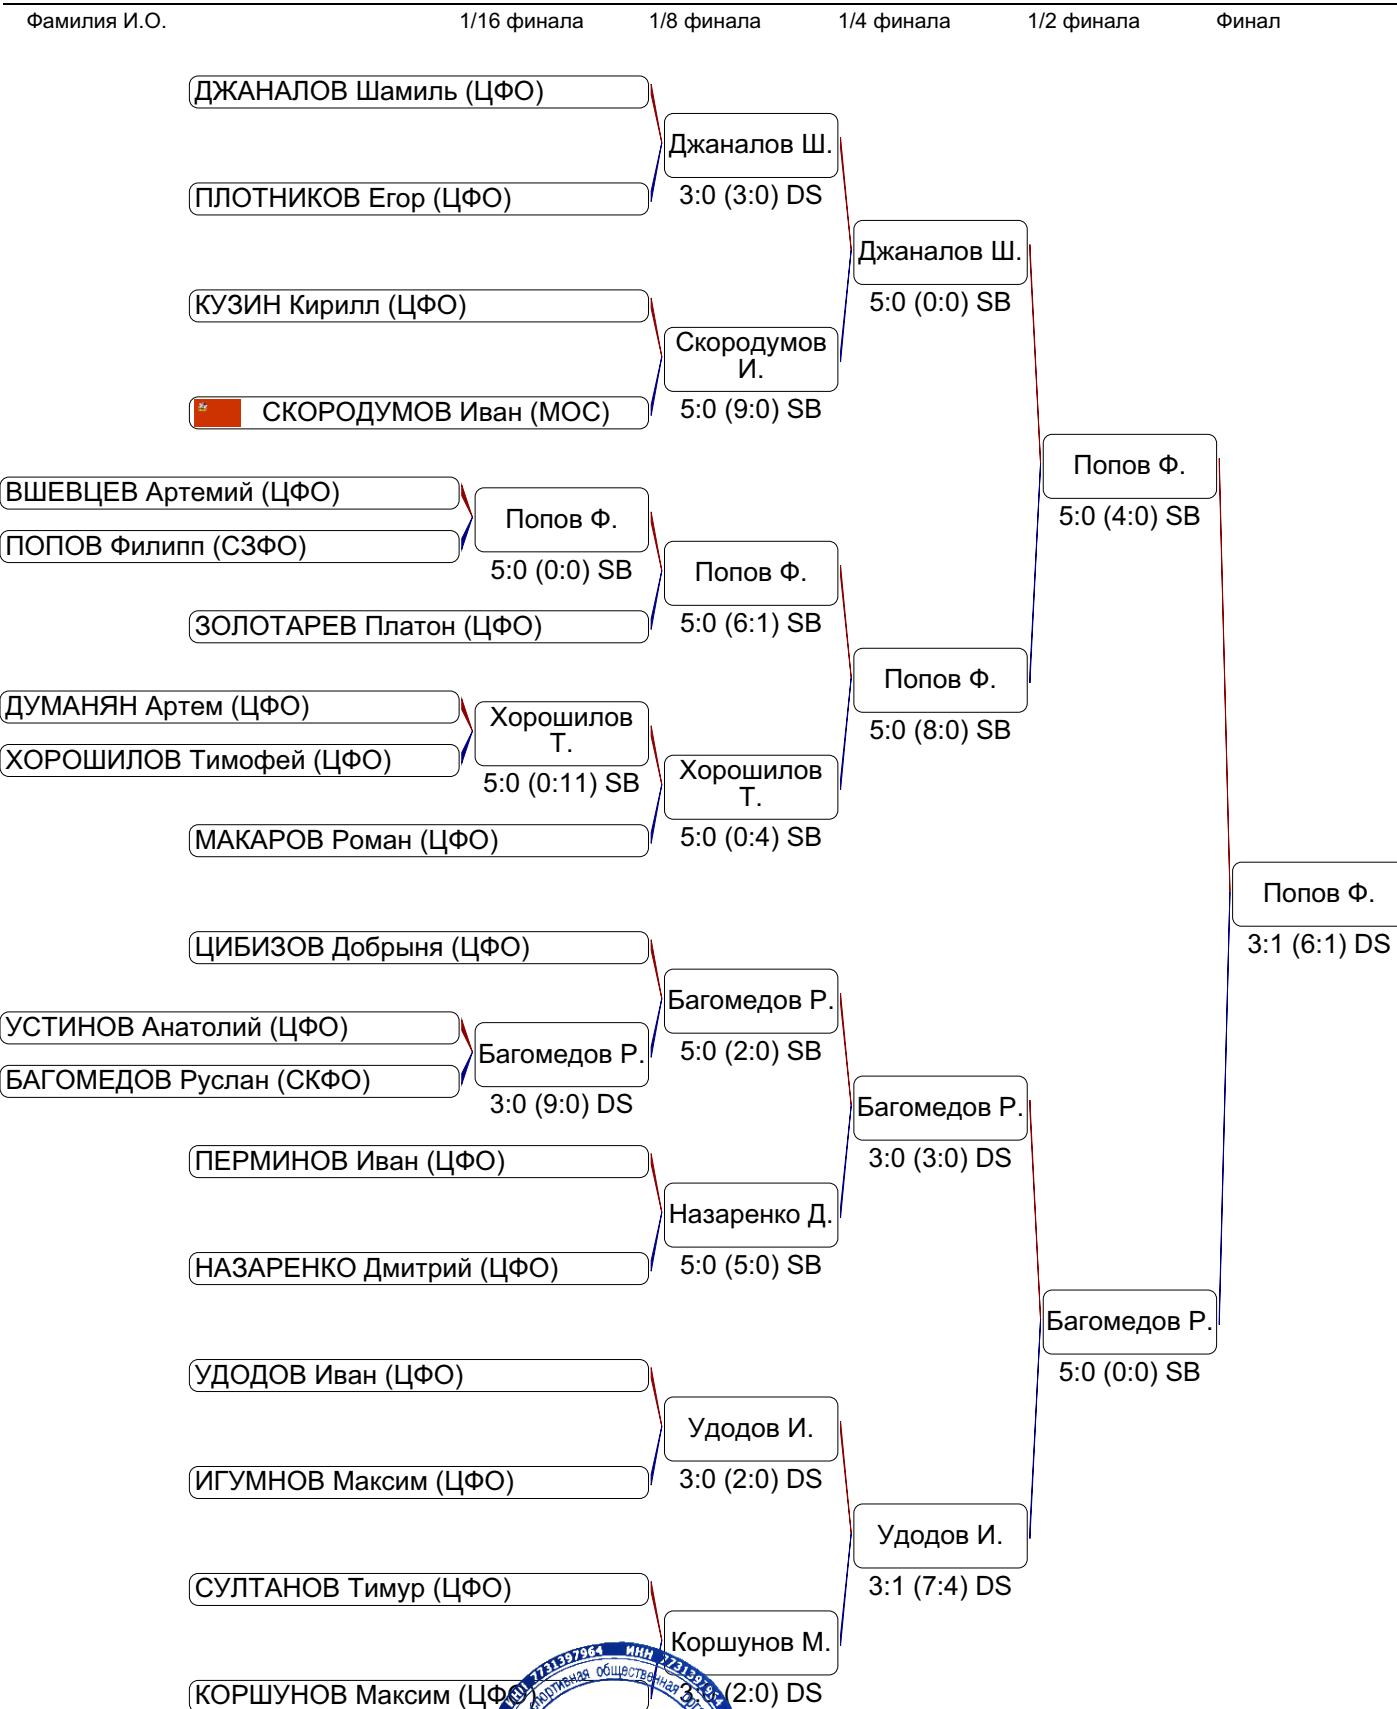 Фамилия И.О. 1/16 финала 1/8 финала 1/4 финала 1/2 финала Финал
ДЖАНАЛОВ Шамиль (ЦФО)
Джаналов Ш.
3:0 (3:0) DS
ПЛОТНИКОВ Егор (ЦФО)
Джаналов Ш.
5:0 (0:0) SB
КУЗИН Кирилл (ЦФО)
Скородумов
И.
5:0 (9:0) SB
СКОРОДУМОВ Иван (МОС)
Попов Ф.
5:0 (4:0) SB
ВШЕВЦЕВ Артемий (ЦФО)
Попов Ф.
5:0 (0:0) SB
ПОПОВ Филипп (СЗФО)
Попов Ф.
5:0 (6:1) SB
ЗОЛОТАРЕВ Платон (ЦФО)
Попов Ф.
5:0 (8:0) SB
ДУМАНЯН Артем (ЦФО)
Хорошилов
Т.
5:0 (0:11) SB
ХОРОШИЛОВ Тимофей (ЦФО)
Хорошилов
Т.
5:0 (0:4) SB
МАКАРОВ Роман (ЦФО)
Попов Ф.
3:1 (6:1) DS
ЦИБИЗОВ Добрыня (ЦФО)
Багомедов Р.
5:0 (2:0) SB
УСТИНОВ Анатолий (ЦФО)
Багомедов Р.
3:0 (9:0) DS
БАГОМЕДОВ Руслан (СКФО)
Багомедов Р.
3:0 (3:0) DS
ПЕРМИНОВ Иван (ЦФО)
Назаренко Д.
5:0 (5:0) SB
НАЗАРЕНКО Дмитрий (ЦФО)
Багомедов Р.
5:0 (0:0) SB
УДОДОВ Иван (ЦФО)
Удодов И.
3:0 (2:0) DS
ИГУМНОВ Максим (ЦФО)
Удодов И.
3:1 (7:4) DS
СУЛТАНОВ Тимур (ЦФО)
Коршунов М.
(2:0) DS
КОРШУНОВ Максим (ЦФО)
ИНН 7731397964